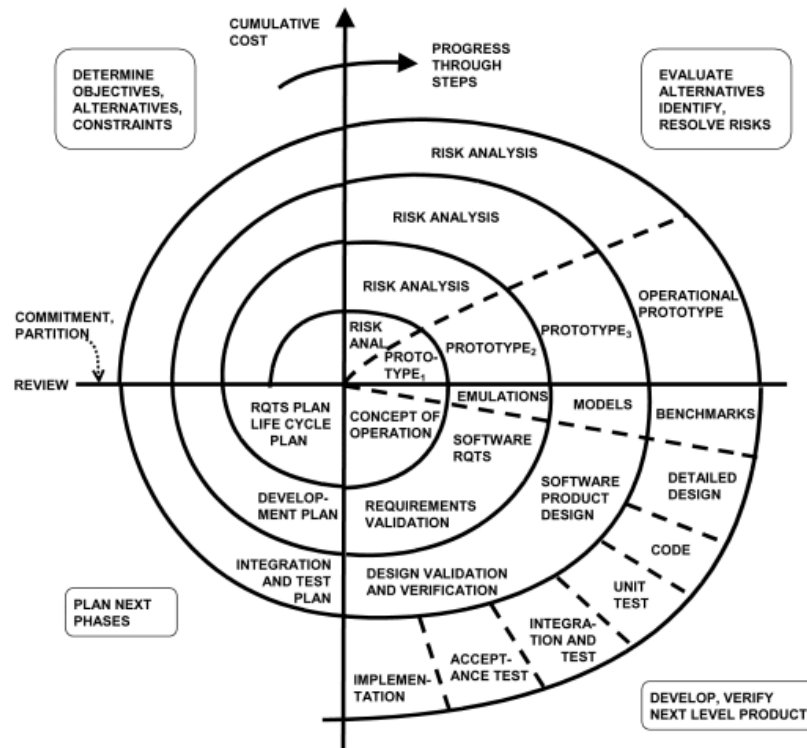 CUMULATIVE
COST
PROGRESS
THROUGH
STEPS
DETERMINE
OBJECTIVES,
ALTERNATIVES,
CONSTRAINTS
EVALUATE
ALTERNATIVES
IDENTIFY,
RESOLVE RISKS
RISK ANALYSIS
RISK ANALYSIS
RISK ANALYSIS
RISK
ANAL.
PROTO-
TYPE₁
PROTOTYPE₂
PROTOTYPE₃
OPERATIONAL
PROTOTYPE
COMMITMENT,
PARTITION
REVIEW
RQTS PLAN
LIFE CYCLE
PLAN
CONCEPT OF
OPERATION
EMULATIONS
MODELS
BENCHMARKS
SOFTWARE
RQTS
SOFTWARE
PRODUCT
DESIGN
DETAILED
DESIGN
DEVELOP-
MENT PLAN
REQUIREMENTS
VALIDATION
CODE
UNIT
TEST
INTEGRATION
AND TEST
PLAN
DESIGN VALIDATION
AND VERIFICATION
INTEGRA-
TION AND
TEST
ACCEPT-
ANCE TEST
IMPLEMEN-
TATION
PLAN NEXT
PHASES
DEVELOP, VERIFY
NEXT LEVEL PRODUCT